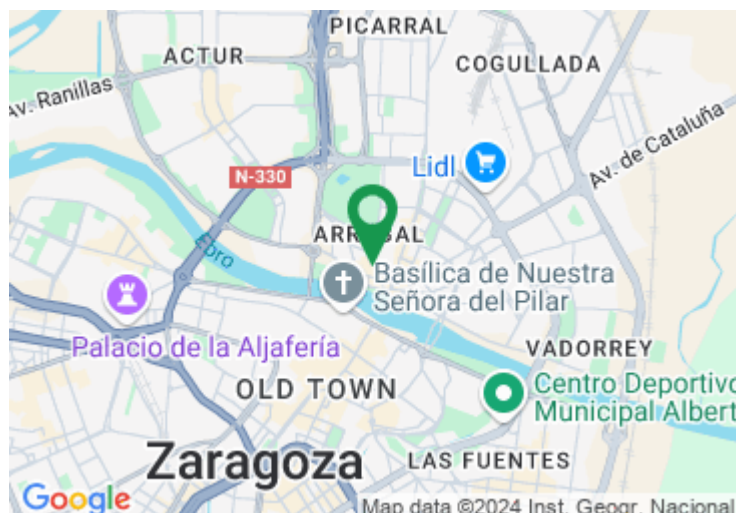 PICARRAL
ACTUR
COGULLADA
Av. Ranillas
Av. de Cataluña
Lidl
N-330
Ebro
Basílica de Nuestra
Señora del Pilar
Palacio de la Aljafería
VADORREY
OLD TOWN
Centro Deportivo
Municipal Albert
Zaragoza
LAS FUENTES
Google
Map data ©2024 Inst. Geogr. Nacional